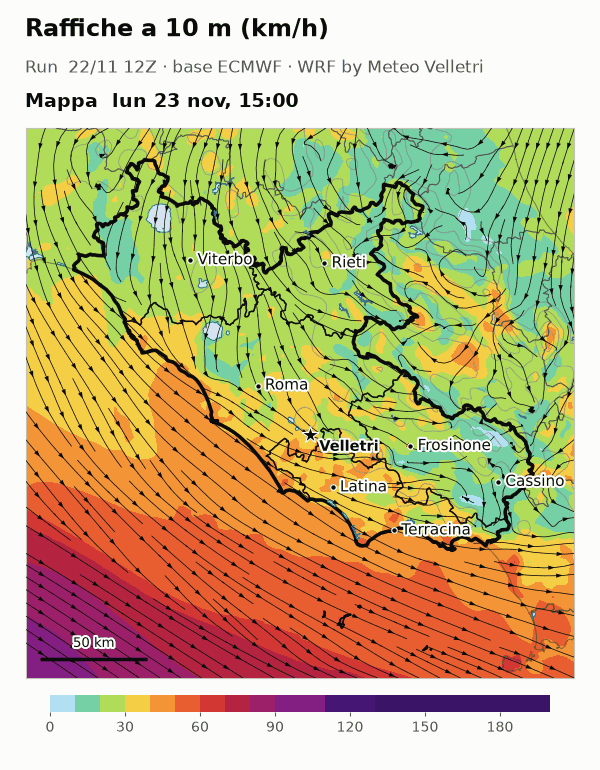 Raffiche a 10 m (km/h)
Run  22/11 12Z · base ECMWF · WRF by Meteo Velletri
Mappa  lun 23 nov, 15:00
Viterbo
Rieti
Roma
Velletri
Frosinone
Latina
Cassino
Terracina
50 km
0 30 60 90 120 150 180